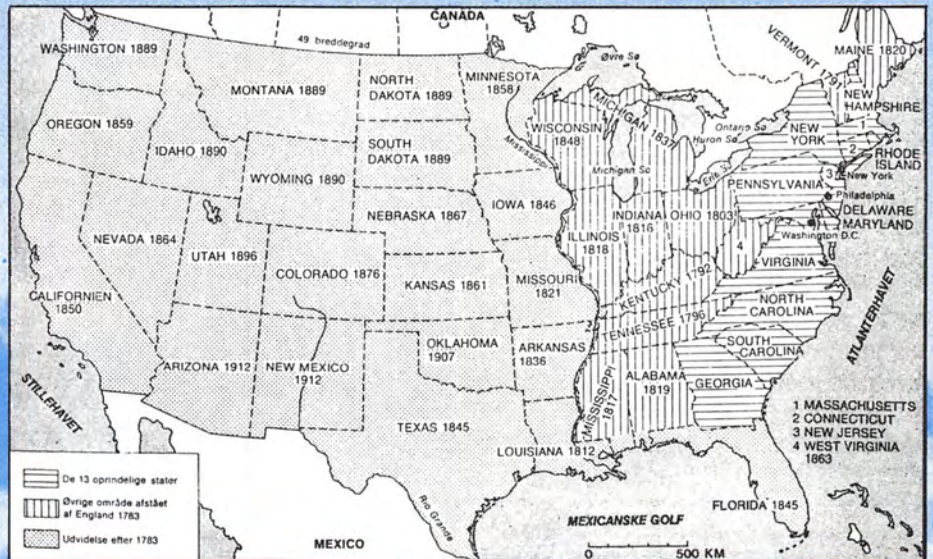 CANADA
49. breddegrad
WASHINGTON 1889
MONTANA 1889
NORTH
DAKOTA 1889
MINNESOTA
1858
Øvre Sø
VERMONT 1791
MAINE 1820
NEW
HAMPSHIRE
OREGON 1859
IDAHO 1890
SOUTH
DAKOTA 1889
WISCONSIN
1848
MICHIGAN 1837
Huron Sø
Ontario Sø
NEW
YORK
1
2
RHODE
ISLAND
WYOMING 1890
Mississippi
Michigan Sø
Erie Sø
3
New York
PENNSYLVANIA
Philadelphia
DELAWARE
MARYLAND
Washington D.C.
NEBRASKA 1867
IOWA 1846
NEVADA 1864
UTAH 1896
COLORADO 1876
KANSAS 1861
MISSOURI
1821
ILLINOIS
1818
INDIANA
1816
OHIO 1803
4
VIRGINIA
CALIFORNIEN
1850
KENTUCKY 1792
NORTH
CAROLINA
TENNESSEE 1796
SOUTH
CAROLINA
ATLANTERHAVET
ARIZONA 1912
NEW MEXICO
1912
OKLAHOMA
1907
ARKANSAS
1836
MISSISSIPPI
1817
ALABAMA
1819
GEORGIA
STILLEHAVET
TEXAS 1845
LOUISIANA 1812
1 MASSACHUSETTS
2 CONNECTICUT
3 NEW JERSEY
4 WEST VIRGINIA
1863
FLORIDA 1845
De 13 oprindelige stater
Øvrige område afstået
af England 1783
Udvidelse efter 1783
MEXICO
Rio Grande
MEXICANSKE GOLF
0
500 KM